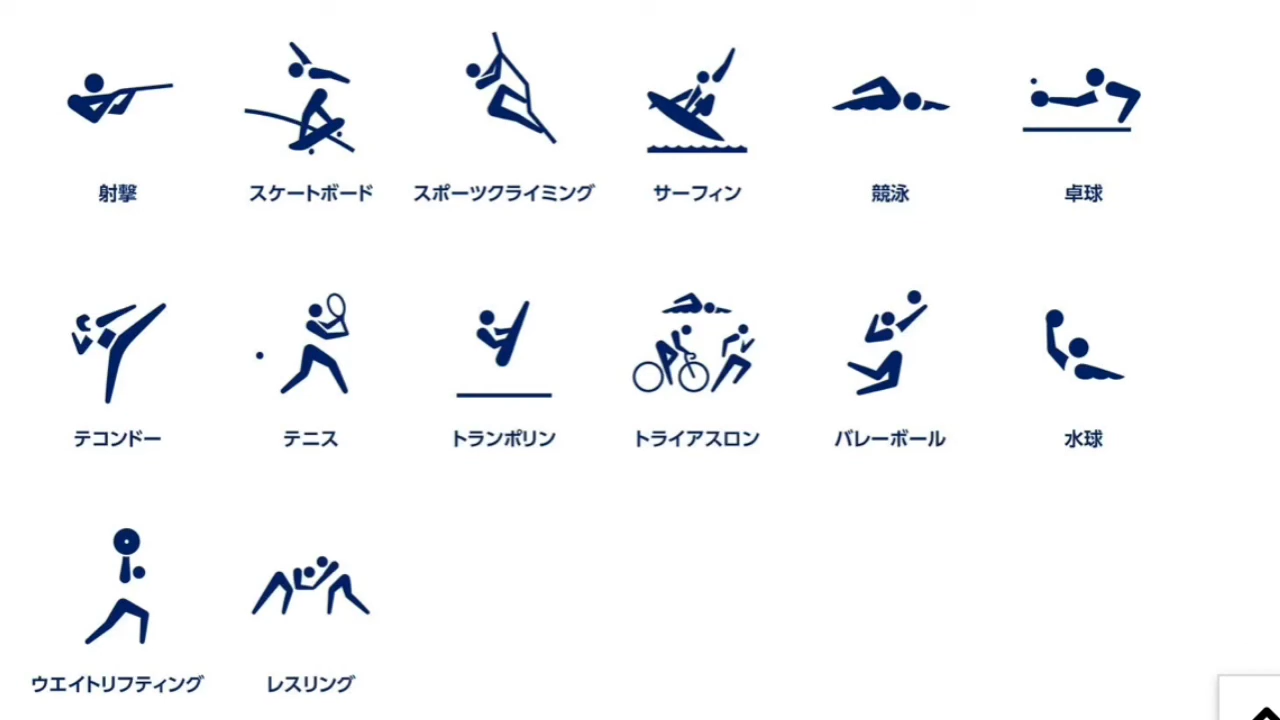 射撃
スケートボード
スポーツクライミング
サーフィン
競泳
卓球
テコンドー
テニス
トランポリン
トライアスロン
バレーボール
水球
ウエイトリフティング
レスリング